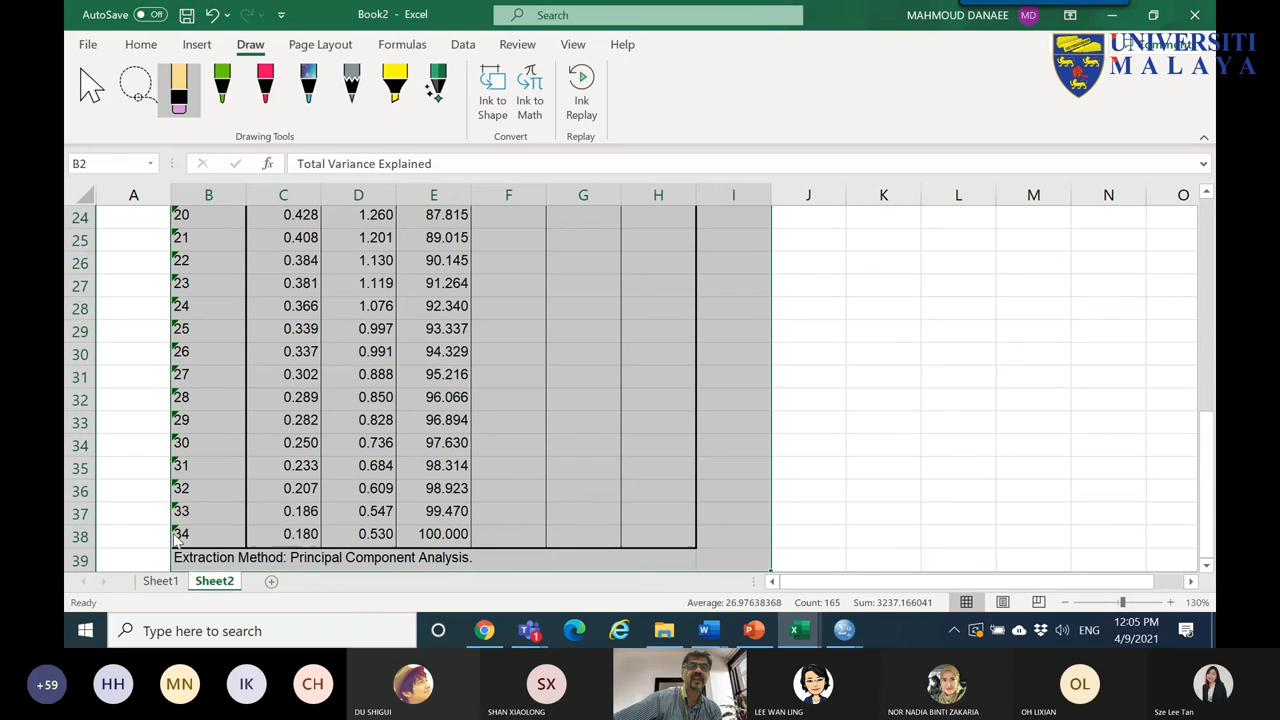 AutoSave Off Book2 - Excel Search MAHMOUD DANAEE MD
File Home Insert Draw Page Layout Formulas Data Review View Help
UNIVERSITI
MALAYA
Ink to Shape Ink to Math Ink Replay
Drawing Tools Convert Replay
B2 fx Total Variance Explained
A B C D E F G H I J K L M N O
24 20 0.428 1.260 87.815
25 21 0.408 1.201 89.015
26 22 0.384 1.130 90.145
27 23 0.381 1.119 91.264
28 24 0.366 1.076 92.340
29 25 0.339 0.997 93.337
30 26 0.337 0.991 94.329
31 27 0.302 0.888 95.216
32 28 0.289 0.850 96.066
33 29 0.282 0.828 96.894
34 30 0.250 0.736 97.630
35 31 0.233 0.684 98.314
36 32 0.207 0.609 98.923
37 33 0.186 0.547 99.470
38 34 0.180 0.530 100.000
39 Extraction Method: Principal Component Analysis.
Sheet1 Sheet2
Ready Average: 26.97638368 Count: 165 Sum: 3237.166041 130%
Type here to search 1 ENG 12:05 PM
4/9/2021
+59 HH MN IK CH SX OL
DU SHIGUI SHAN XIAOLONG LEE WAN LING NOR NADIA BINTI ZAKARIA OH LIXIAN Sze Lee Tan